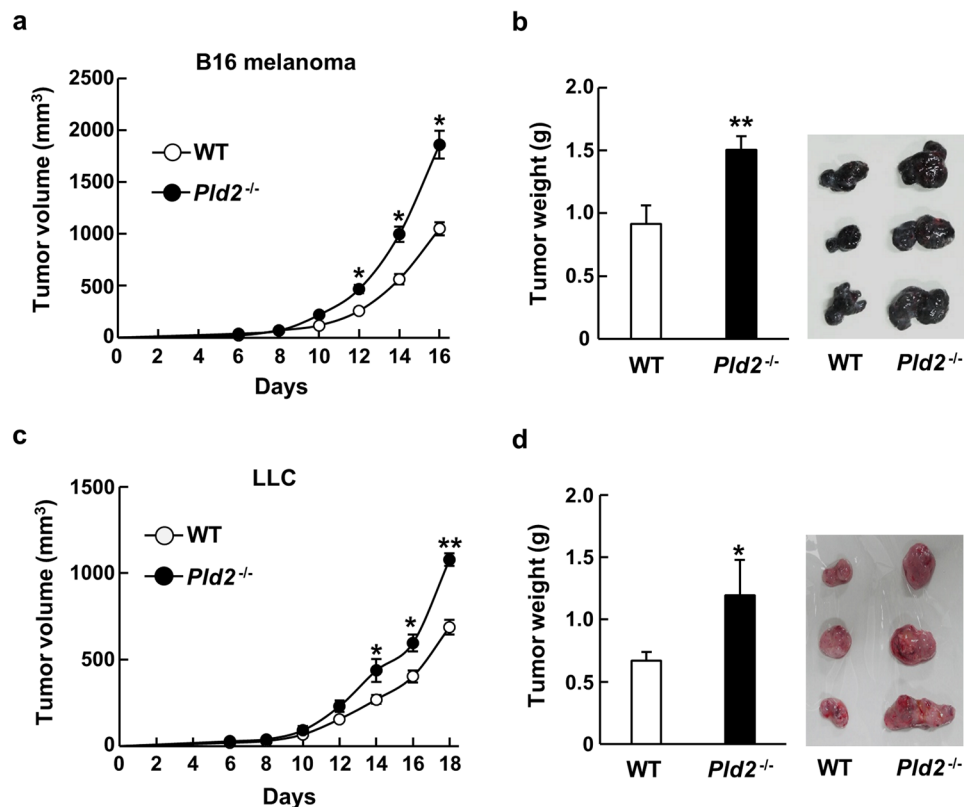 a
B16 melanoma
Tumor volume (mm³)
2500
2000
1500
1000
500
0
WT
Pld2-/-
*
*
*
0 2 4 6 8 10 12 14 16
Days
b
Tumor weight (g)
2.0
1.5
1.0
0.5
0
**
WT Pld2-/-
WT Pld2-/-
c
LLC
Tumor volume (mm³)
1500
1000
500
0
WT
Pld2-/-
*
*
**
0 2 4 6 8 10 12 14 16 18
Days
d
Tumor weight (g)
2.0
1.5
1.0
0.5
0
*
WT Pld2-/-
WT Pld2-/-